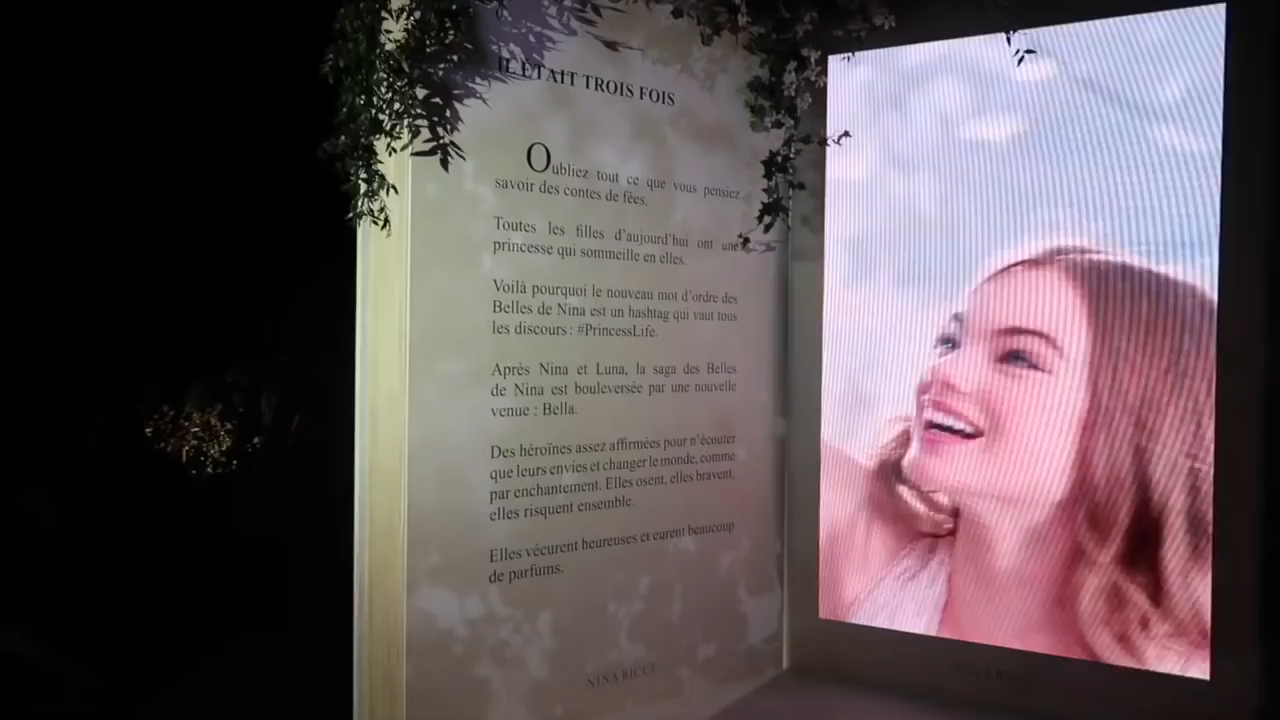 IL ÉTAIT TROIS FOIS
Oubliez tout ce que vous pensiez
savoir des contes de fées.
Toutes les filles d'aujourd'hui ont une
princesse qui sommeille en elles.
Voilà pourquoi le nouveau mot d'ordre des
Belles de Nina est un hashtag qui vaut tous
les discours : #PrincessLife.
Après Nina et Luna, la saga des Belles
de Nina est bouleversée par une nouvelle
venue : Bella.
Des héroïnes assez affirmées pour n'écouter
que leurs envies et changer le monde, comme
par enchantement. Elles osent, elles bravent,
elles risquent ensemble.
Elles vécurent heureuses et eurent beaucoup
de parfums.
NINA RICCI